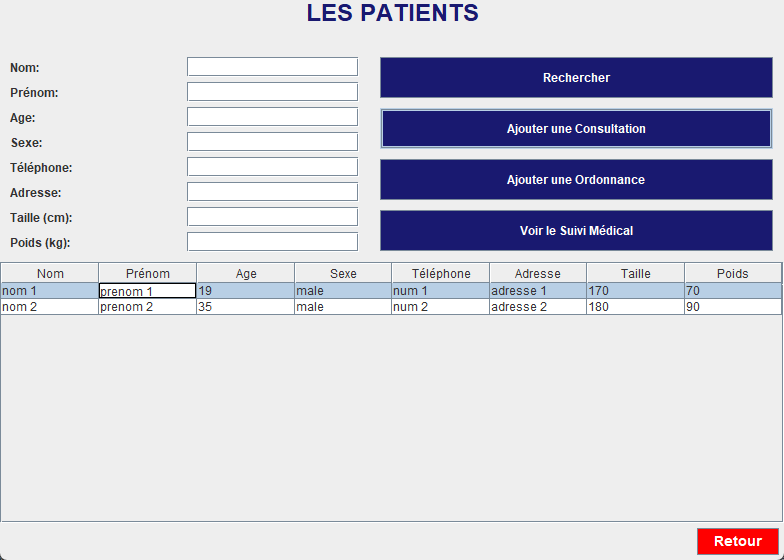 LES PATIENTS
Nom:
Prénom:
Age:
Sexe:
Téléphone:
Adresse:
Taille (cm):
Poids (kg):
Rechercher
Ajouter une Consultation
Ajouter une Ordonnance
Voir le Suivi Médical
Nom Prénom Age Sexe Téléphone Adresse Taille Poids
nom 1 prenom 1 19 male num 1 adresse 1 170 70
nom 2 prenom 2 35 male num 2 adresse 2 180 90
Retour